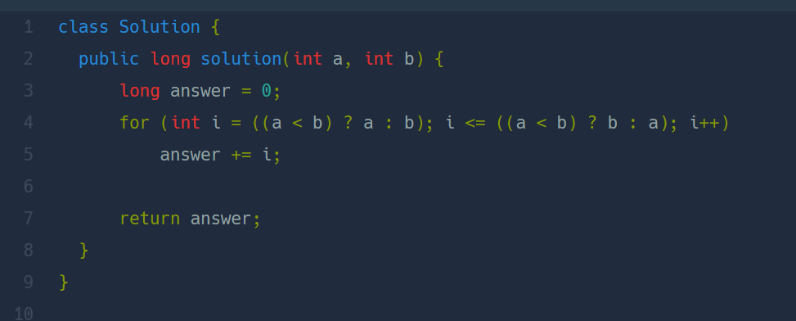 1 class Solution {
2 public long solution(int a, int b) {
3 long answer = 0;
4 for (int i = ((a < b) ? a : b); i <= ((a < b) ? b : a); i++)
5 answer += i;
6
7 return answer;
8 }
9 }
10